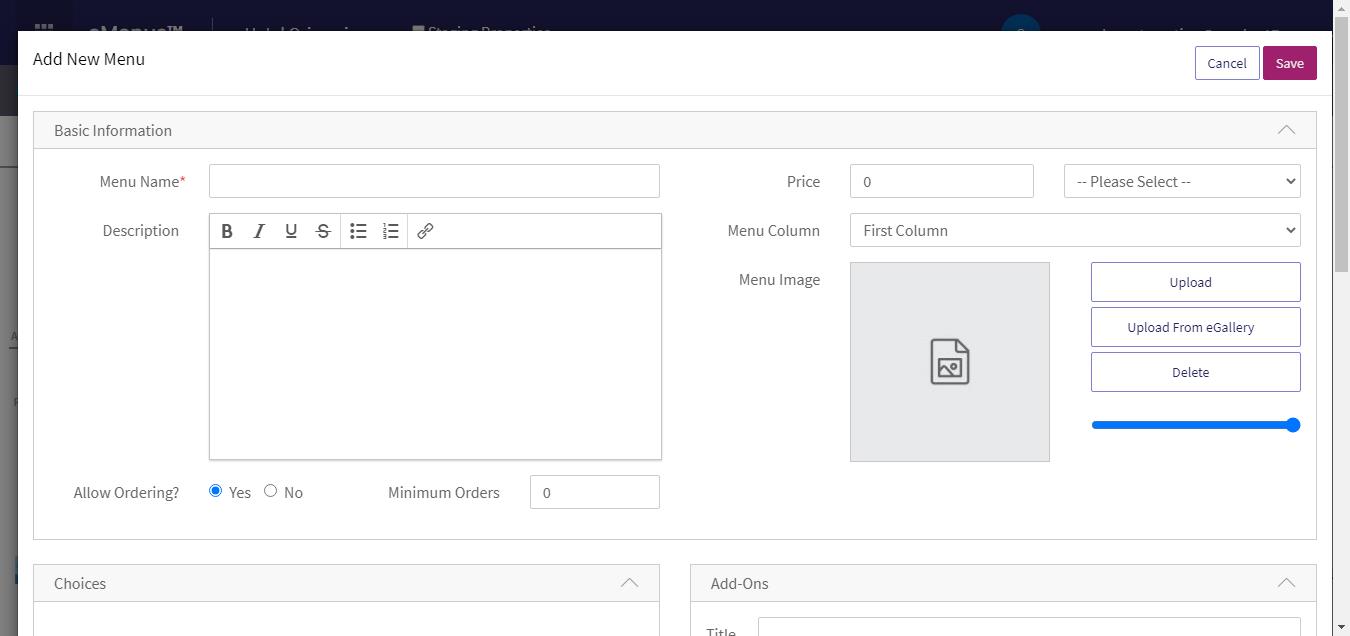 Add New Menu
Cancel
Save
Basic Information
Menu Name*
Price
0
-- Please Select --
Description
B I U S
Menu Column
First Column
Menu Image
Upload
Upload From eGallery
Delete
Allow Ordering?
Yes
No
Minimum Orders
0
Choices
Add-Ons
Title